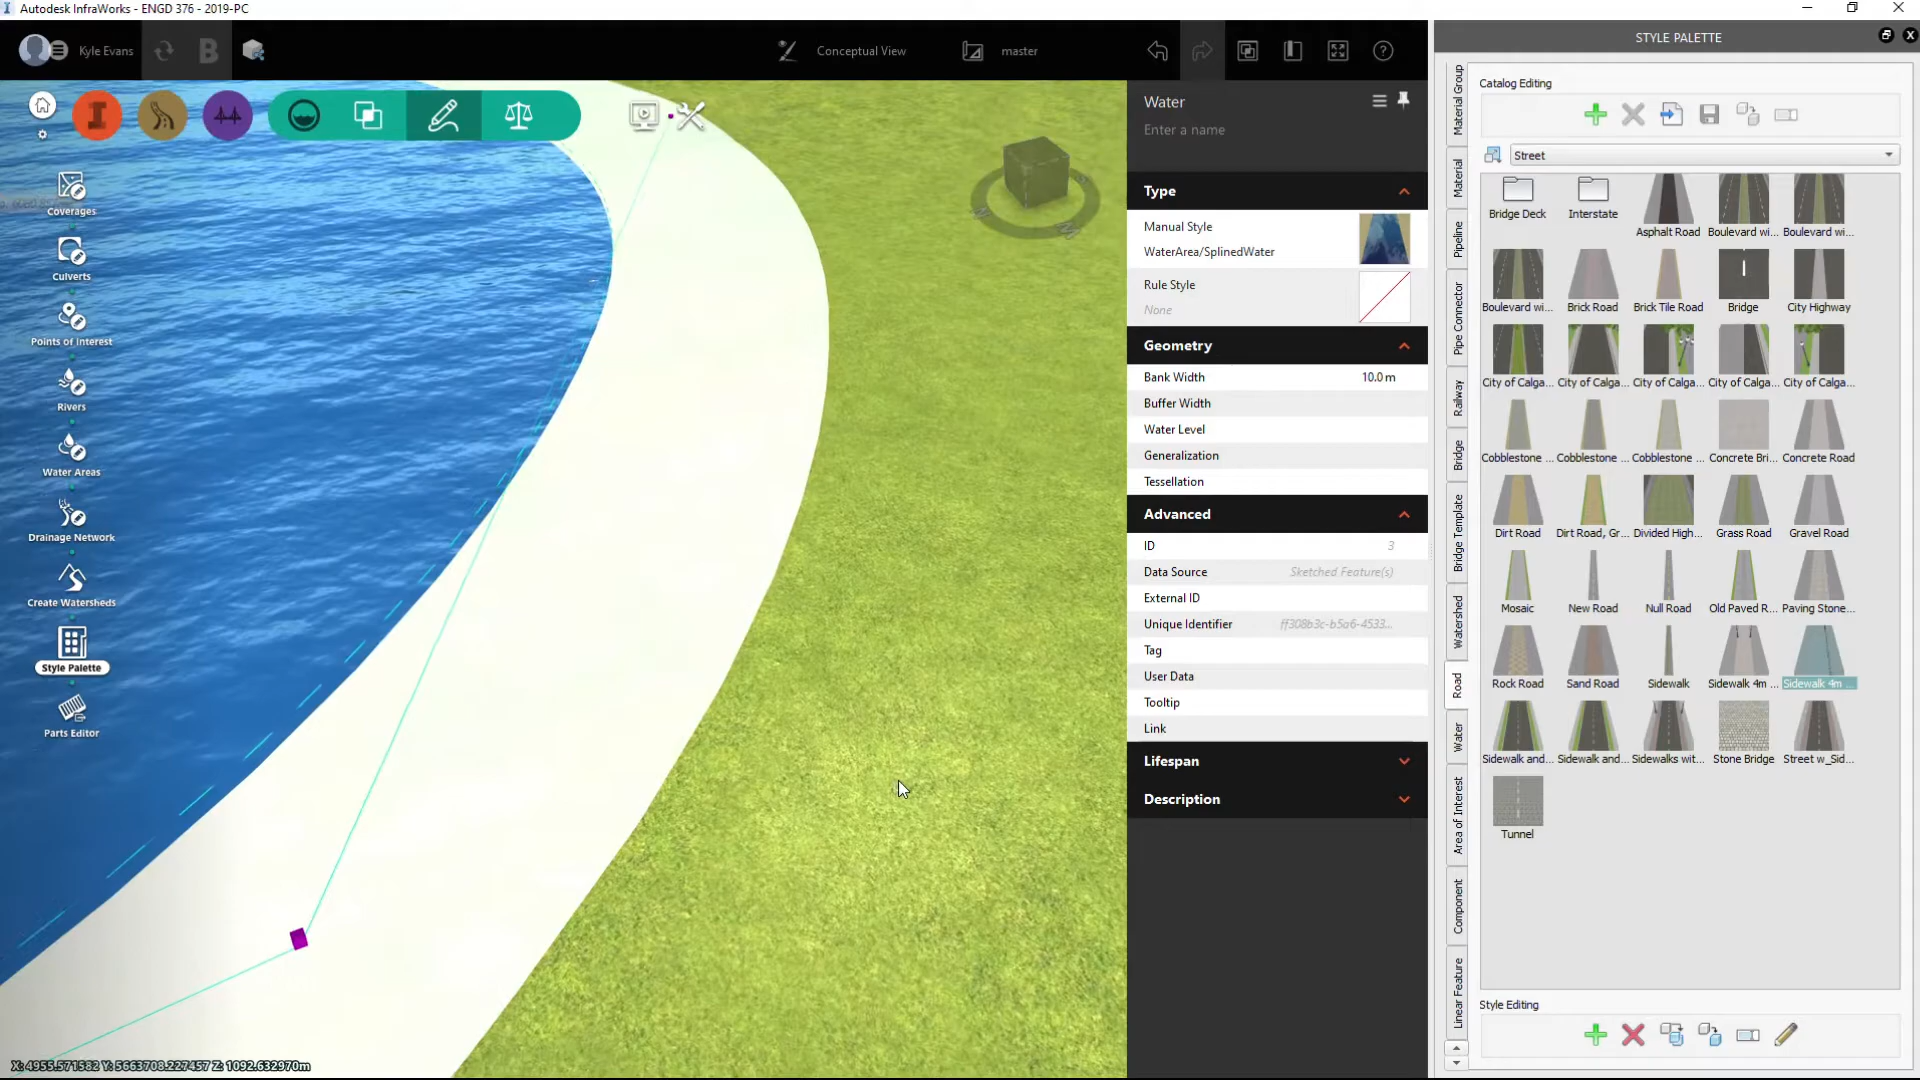 Autodesk InfraWorks - ENGD 376 - 2019-PC
Kyle Evans
B
Conceptual View
master
Coverages
Culverts
Points of Interest
Rivers
Water Areas
Drainage Network
Create Watersheds
Style Palette
Parts Editor
X: 4955.571582 Y: 5663708.227457 Z: 1092.632970m
Water
Enter a name
Type
Manual Style
WaterArea/SplinedWater
Rule Style
None
Geometry
Bank Width 10.0 m
Buffer Width
Water Level
Generalization
Tessellation
Advanced
ID 3
Data Source Sketched Feature(s)
External ID
Unique Identifier ff308b3c-b5a6-4533...
Tag
User Data
Tooltip
Link
Lifespan
Description
STYLE PALETTE
Material Group
Material
Pipeline
Pipe Connector
Railway
Bridge
Bridge Template
Watershed
Road
Water
Area of Interest
Component
Linear Feature
Catalog Editing
Street
Bridge Deck Interstate Asphalt Road Boulevard wi... Boulevard wi...
Boulevard wi... Brick Road Brick Tile Road Bridge City Highway
City of Calga... City of Calga... City of Calga... City of Calga... City of Calga...
Cobblestone ... Cobblestone ... Cobblestone ... Concrete Bri... Concrete Road
Dirt Road Dirt Road, Gr... Divided High... Grass Road Gravel Road
Mosaic New Road Null Road Old Paved R... Paving Stone...
Rock Road Sand Road Sidewalk Sidewalk 4m ... Sidewalk 4m ...
Sidewalk and... Sidewalk and... Sidewalks wit... Stone Bridge Street w_Sid...
Tunnel
Style Editing